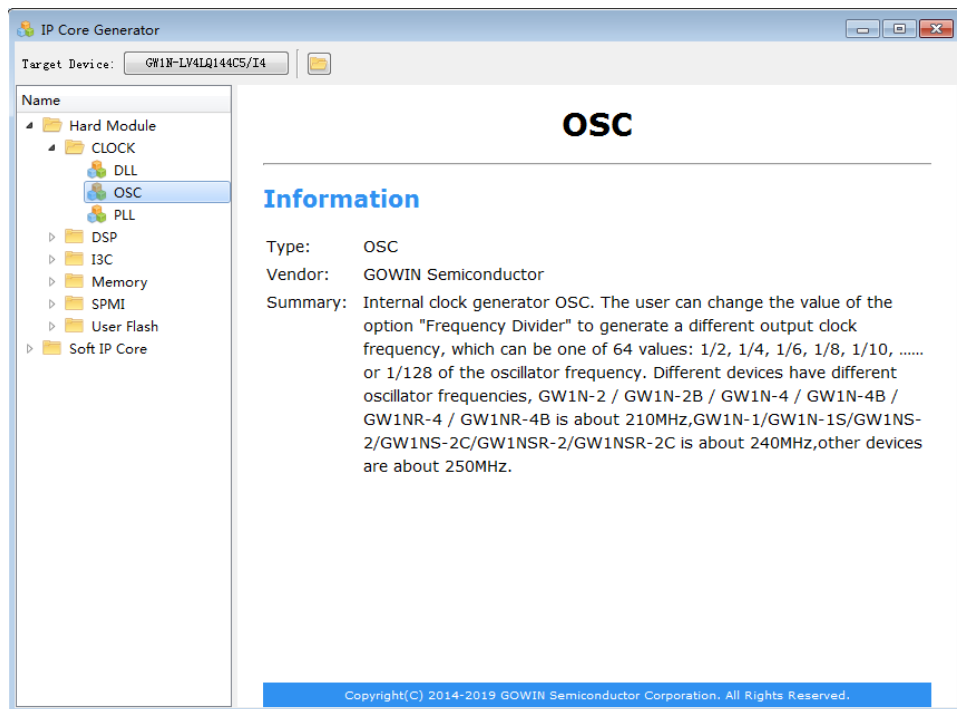 IP Core Generator
Target Device: GW1N-LV4LQ144C5/I4
Name
Hard Module
CLOCK
DLL
OSC
PLL
DSP
I3C
Memory
SPMI
User Flash
Soft IP Core
OSC
Information
Type: OSC
Vendor: GOWIN Semiconductor
Summary: Internal clock generator OSC. The user can change the value of the
option "Frequency Divider" to generate a different output clock
frequency, which can be one of 64 values: 1/2, 1/4, 1/6, 1/8, 1/10, ......
or 1/128 of the oscillator frequency. Different devices have different
oscillator frequencies, GW1N-2 / GW1N-2B / GW1N-4 / GW1N-4B /
GW1NR-4 / GW1NR-4B is about 210MHz,GW1N-1/GW1N-1S/GW1NS-
2/GW1NS-2C/GW1NSR-2/GW1NSR-2C is about 240MHz,other devices
are about 250MHz.
Copyright(C) 2014-2019 GOWIN Semiconductor Corporation. All Rights Reserved.